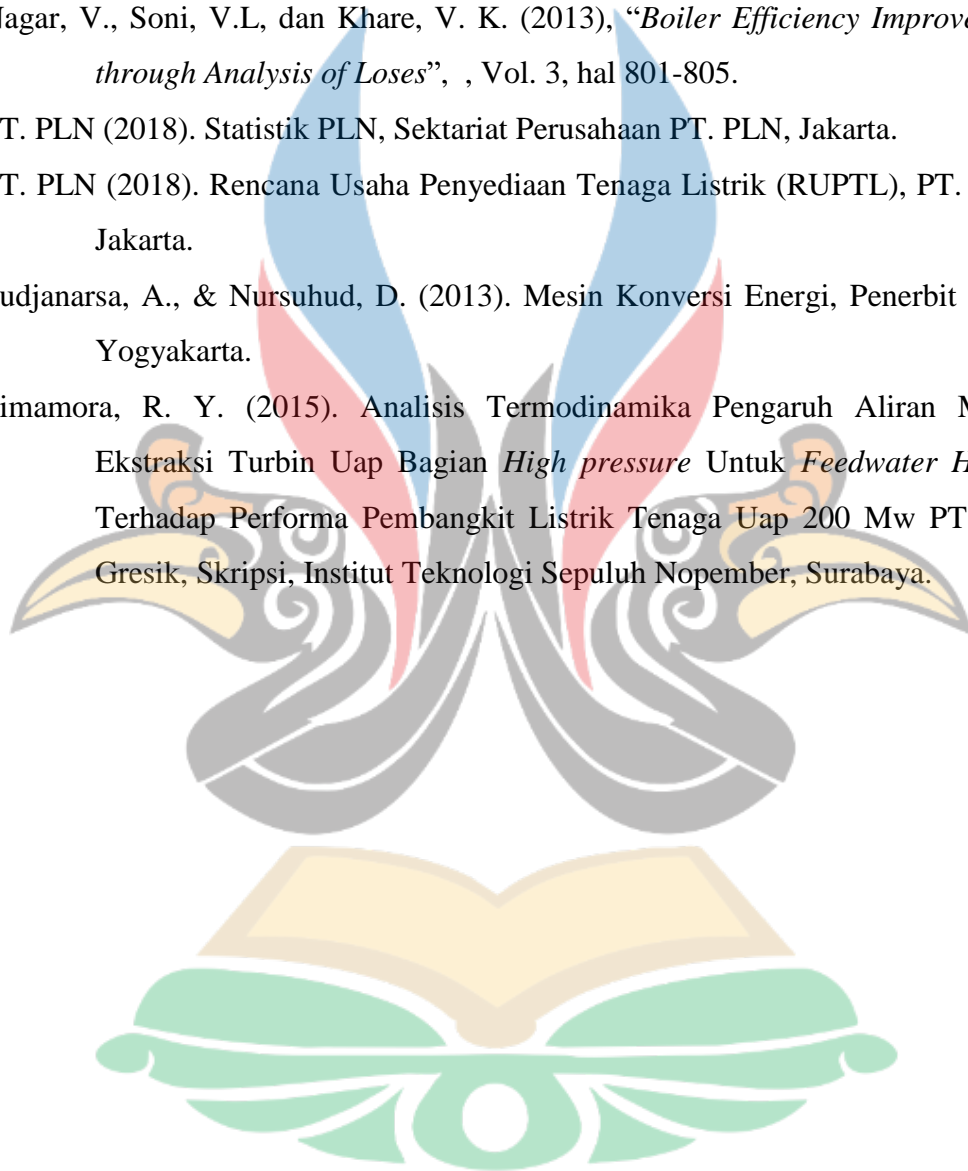 Nagar, V., Soni, V.L, dan Khare, V. K. (2013), “Boiler Efficiency Improve
through Analysis of Loses”, , Vol. 3, hal 801-805.
T. PLN (2018). Statistik PLN, Sektariat Perusahaan PT. PLN, Jakarta.
T. PLN (2018). Rencana Usaha Penyediaan Tenaga Listrik (RUPTL), PT.
Jakarta.
udjanarsa, A., & Nursuhud, D. (2013). Mesin Konversi Energi, Penerbit
Yogyakarta.
imamora, R. Y. (2015). Analisis Termodinamika Pengaruh Aliran M
Ekstraksi Turbin Uap Bagian High pressure Untuk Feedwater H
Terhadap Performa Pembangkit Listrik Tenaga Uap 200 Mw PT
Gresik, Skripsi, Institut Teknologi Sepuluh Nopember, Surabaya.